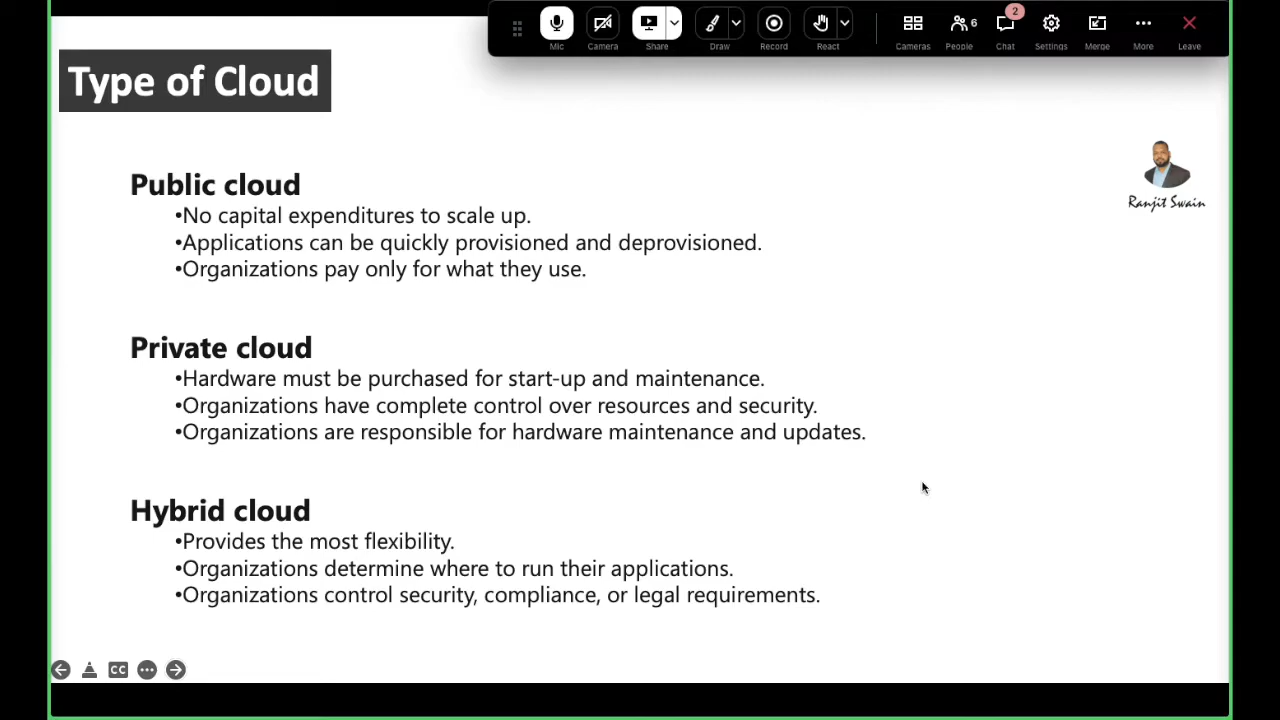 Mic
Camera
Share
Draw
Record
React
Cameras
6
People
2
Chat
Settings
Merge
More
Leave
Type of Cloud
Ranjit Swain
Public cloud
•No capital expenditures to scale up.
•Applications can be quickly provisioned and deprovisioned.
•Organizations pay only for what they use.
Private cloud
•Hardware must be purchased for start-up and maintenance.
•Organizations have complete control over resources and security.
•Organizations are responsible for hardware maintenance and updates.
Hybrid cloud
•Provides the most flexibility.
•Organizations determine where to run their applications.
•Organizations control security, compliance, or legal requirements.
CC